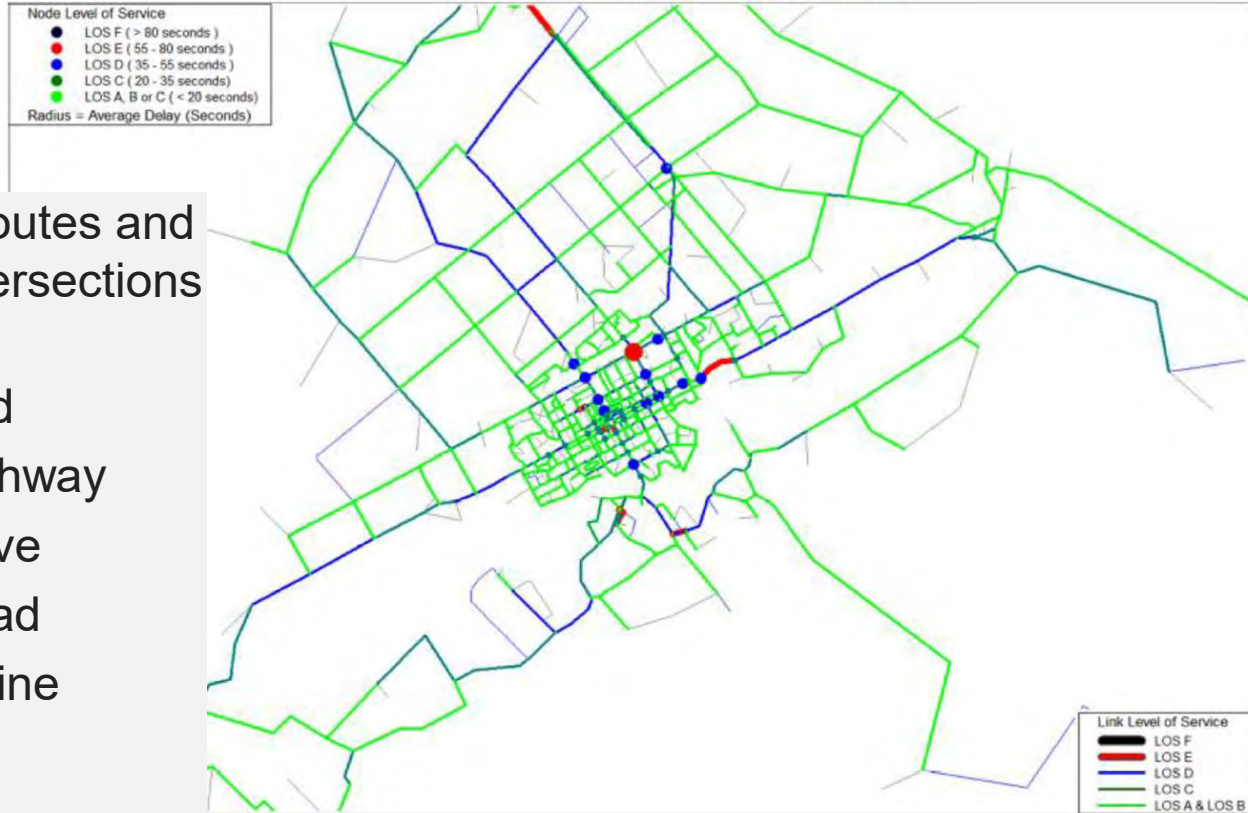 Node Level of Service
LOS F ( > 80 seconds )
LOS E ( 55 - 80 seconds )
LOS D ( 35 - 55 seconds )
LOS C ( 20 - 35 seconds)
LOS A, B or C ( < 20 seconds)
Radius = Average Delay (Seconds)
outes and
ersections
d
hway
ve
ad
ine
Link Level of Service
LOS F
LOS E
LOS D
LOS C
LOS A & LOS B